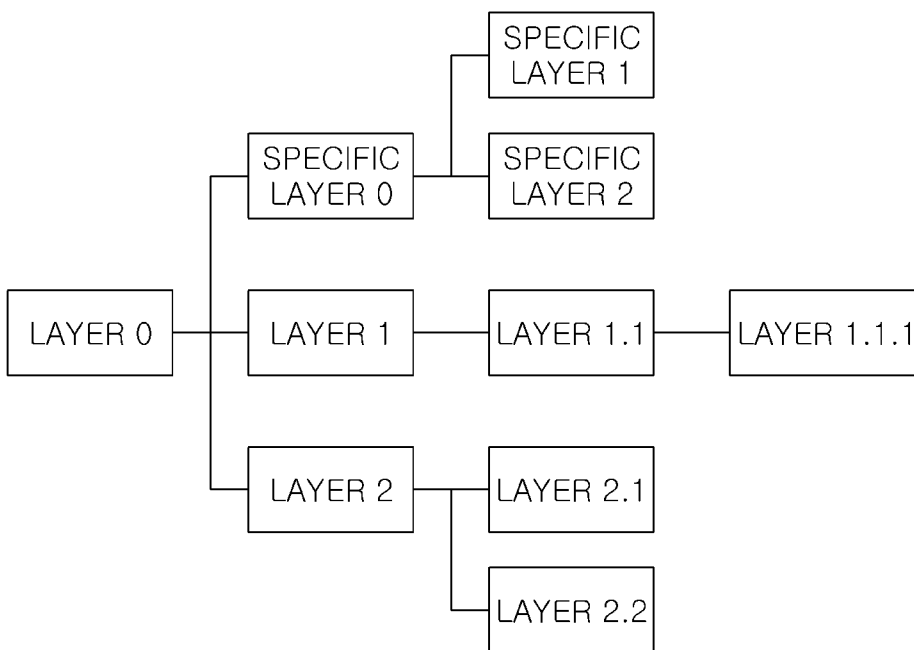 SPECIFIC
LAYER 1
SPECIFIC
LAYER 0
SPECIFIC
LAYER 2
LAYER 0
LAYER 1
LAYER 1.1
LAYER 1.1.1
LAYER 2
LAYER 2.1
LAYER 2.2